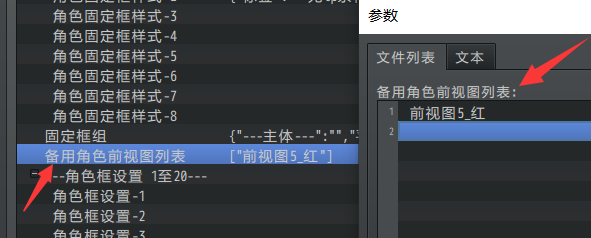 角色固定框样式-3
角色固定框样式-4
角色固定框样式-5
角色固定框样式-6
角色固定框样式-7
角色固定框样式-8
固定框组 {"---主体---":"","
备用角色前视图列表 ["前视图5_红"]
---角色框设置 1至20---
角色框设置-1
角色框设置-2
角色框设置-3
参数
文件列表 文本
备用角色前视图列表:
1 前视图5_红
2